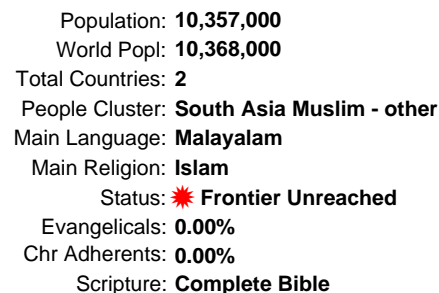 Population: 10,357,000
World Popl: 10,368,000
Total Countries: 2
People Cluster: South Asia Muslim - other
Main Language: Malayalam
Main Religion: Islam
Status: Frontier Unreached
Evangelicals: 0.00%
Chr Adherents: 0.00%
Scripture: Complete Bible